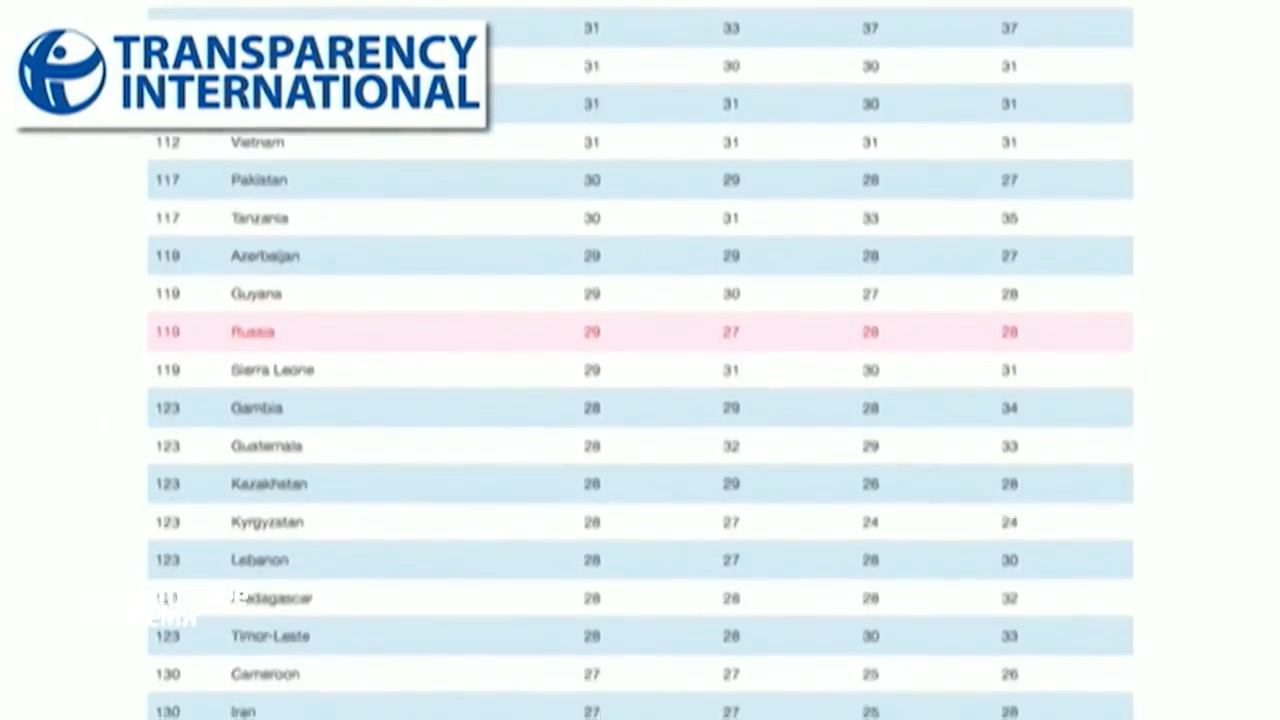 TRANSPARENCY
INTERNATIONAL
31 33 37 37
31 30 30 31
31 31 30 31
112 Vietnam 31 31 31 31
117 Pakistan 30 29 28 27
117 Tanzania 30 31 33 35
119 Azerbaijan 29 29 28 27
119 Guyana 29 30 27 28
119 Russia 29 27 28 28
119 Sierra Leone 29 31 30 31
123 Gambia 28 29 28 34
123 Guatemala 28 32 29 33
123 Kazakhstan 28 29 26 28
123 Kyrgyzstan 28 27 24 24
123 Lebanon 28 27 28 30
Madagascar 28 28 28 32
123 Timor-Leste 28 28 30 33
130 Cameroon 27 27 25 26
130 Iran 27 27 25 28